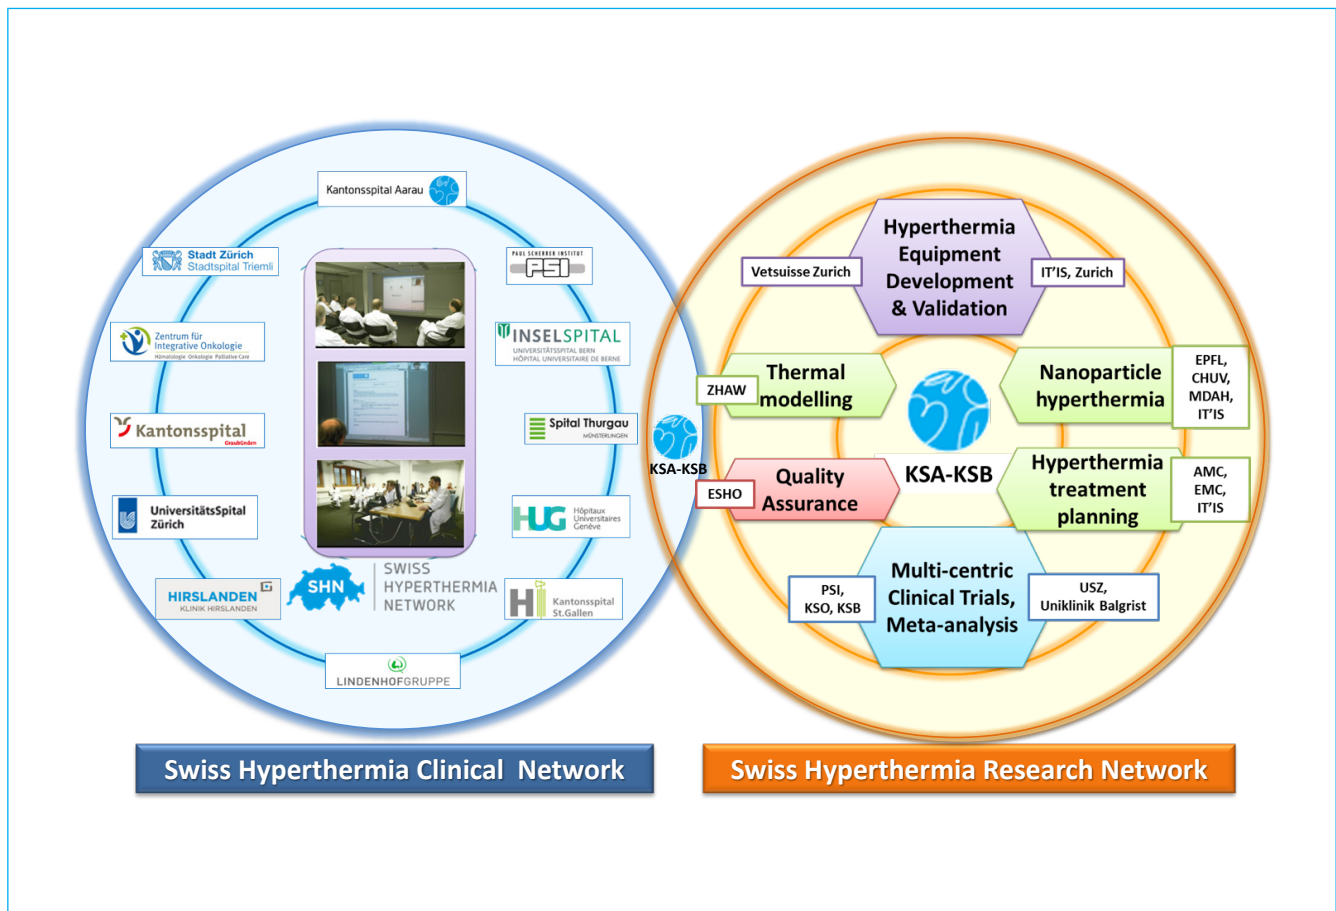 Kantonsspital Aarau
Stadt Zürich
Stadtspital Triemli
PAUL SCHERRER INSTITUT
PSI
Zentrum für
Integrative Onkologie
Hämatologie Onkologie Palliative Care
INSELSPITAL
UNIVERSITÄTSSPITAL BERN
HÔPITAL UNIVERSITAIRE DE BERNE
Kantonsspital
Graubünden
Spital Thurgau
MÜNSTERLINGEN
UniversitätsSpital
Zürich
HUG
Hôpitaux
Universitaires
Genève
HIRSLANDEN
KLINIK HIRSLANDEN
SHN
SWISS
HYPERTHERMIA
NETWORK
Kantonsspital
St.Gallen
LINDENHOFGRUPPE
KSA-KSB
Hyperthermia
Equipment
Development
& Validation
Vetsuisse Zurich
IT'IS, Zurich
Thermal
modelling
ZHAW
Nanoparticle
hyperthermia
EPFL,
CHUV,
MDAH,
IT'IS
KSA-KSB
Quality
Assurance
ESHO
Hyperthermia
treatment
planning
AMC,
EMC,
IT'IS
Multi-centric
Clinical Trials,
Meta-analysis
PSI,
KSO, KSB
USZ,
Uniklinik Balgrist
Swiss Hyperthermia Clinical  Network
Swiss Hyperthermia Research Network